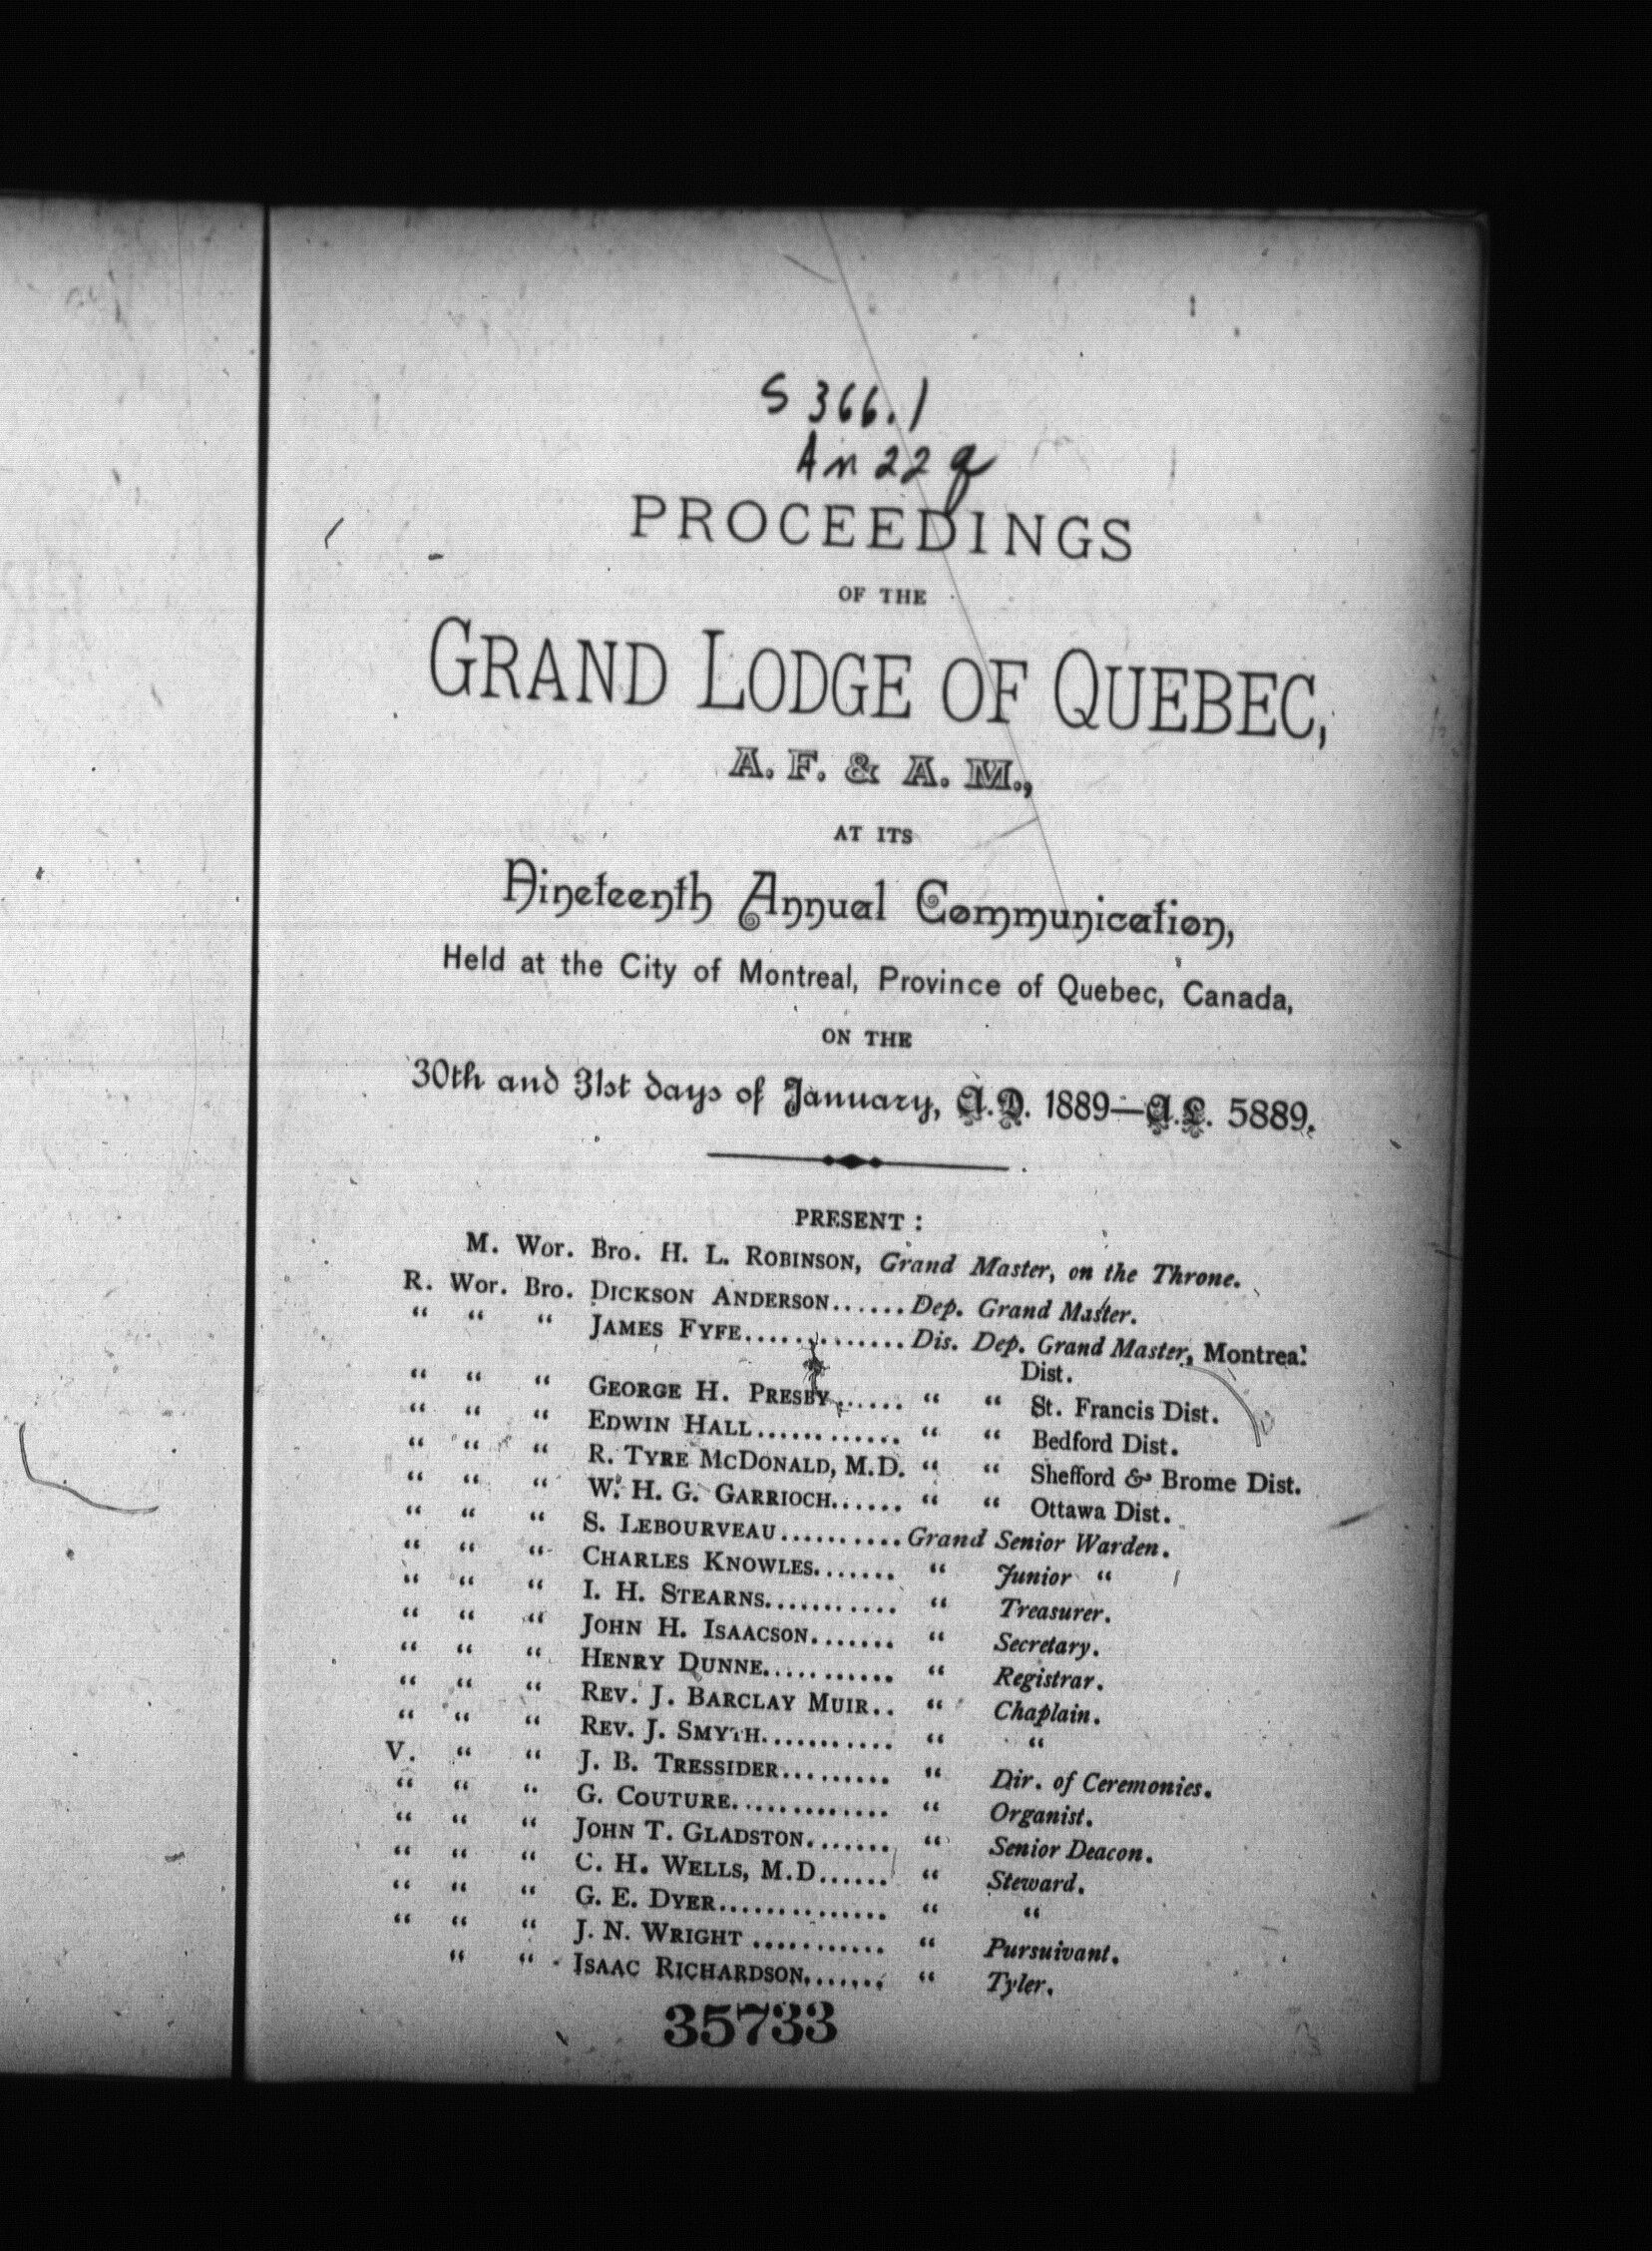 S 366.1
An 22 q
PROCEEDINGS
OF THE
GRAND LODGE OF QUEBEC,
A. F. & A. M.,
AT ITS
Nineteenth Annual Communication,
Held at the City of Montreal, Province of Quebec, Canada,
ON THE
30th and 31st days of January, A.D. 1889—A.L. 5889.
PRESENT :
M. Wor. Bro. H. L. ROBINSON, Grand Master, on the Throne.
R. Wor. Bro. DICKSON ANDERSON......Dep. Grand Master.
“ “ “ JAMES FYFE.............Dis. Dep. Grand Master, Montreal
Dist.
“ “ “ GEORGE H. PRESBY...... “ “ St. Francis Dist.
“ “ “ EDWIN HALL............ “ “ Bedford Dist.
“ “ “ R. TYRE MCDONALD, M.D. “ “ Shefford & Brome Dist.
“ “ “ W. H. G. GARRIOCH...... “ “ Ottawa Dist.
“ “ “ S. LEBOURVEAU..........Grand Senior Warden.
“ “ “ CHARLES KNOWLES....... “ Junior “
“ “ “ I. H. STEARNS........... “ Treasurer.
“ “ “ JOHN H. ISAACSON....... “ Secretary.
“ “ “ HENRY DUNNE........... “ Registrar.
“ “ “ REV. J. BARCLAY MUIR.. “ Chaplain.
“ “ “ REV. J. SMYTH........... “ “
V. “ “ J. B. TRESSIDER......... “ Dir. of Ceremonies.
“ “ “ G. COUTURE............. “ Organist.
“ “ “ JOHN T. GLADSTON....... “ Senior Deacon.
“ “ “ C. H. WELLS, M.D...... “ Steward.
“ “ “ G. E. DYER.............. “ “
“ “ “ J. N. WRIGHT ........... “ Pursuivant.
“ “ ISAAC RICHARDSON....... “ Tyler.
35733